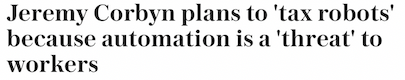 Jeremy Corbyn plans to 'tax robots'
because automation is a 'threat' to
workers